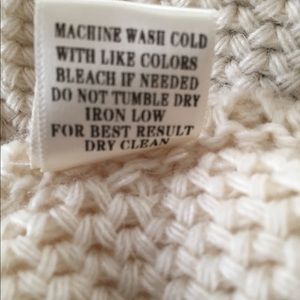 MACHINE WASH COLD
WITH LIKE COLORS
BLEACH IF NEEDED
DO NOT TUMBLE DRY
IRON LOW
FOR BEST RESULT
DRY CLEAN